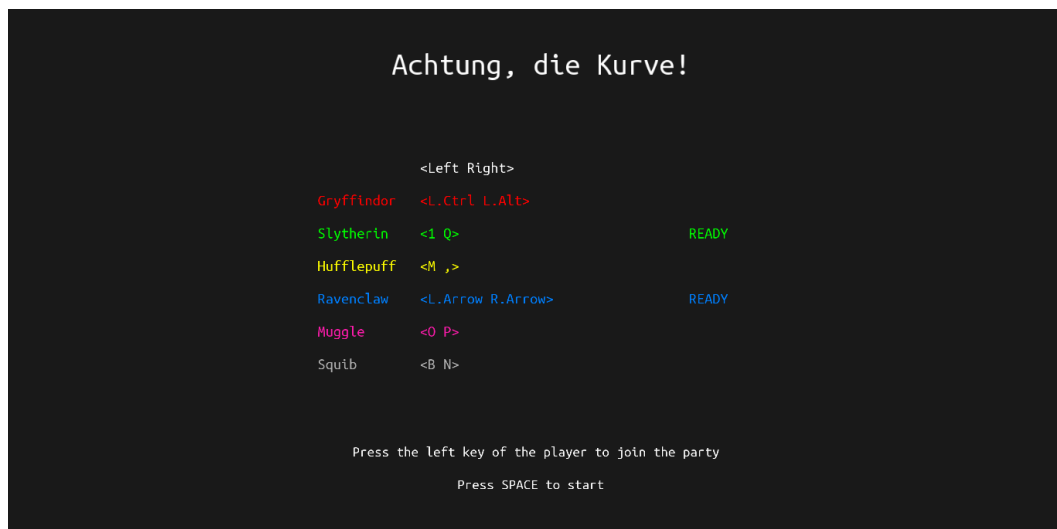 Achtung, die Kurve!
<Left Right>
Gryffindor <L.Ctrl L.Alt>
Slytherin <1 Q> READY
Hufflepuff <M ,>
Ravenclaw <L.Arrow R.Arrow> READY
Muggle <O P>
Squib <B N>
Press the left key of the player to join the party
Press SPACE to start